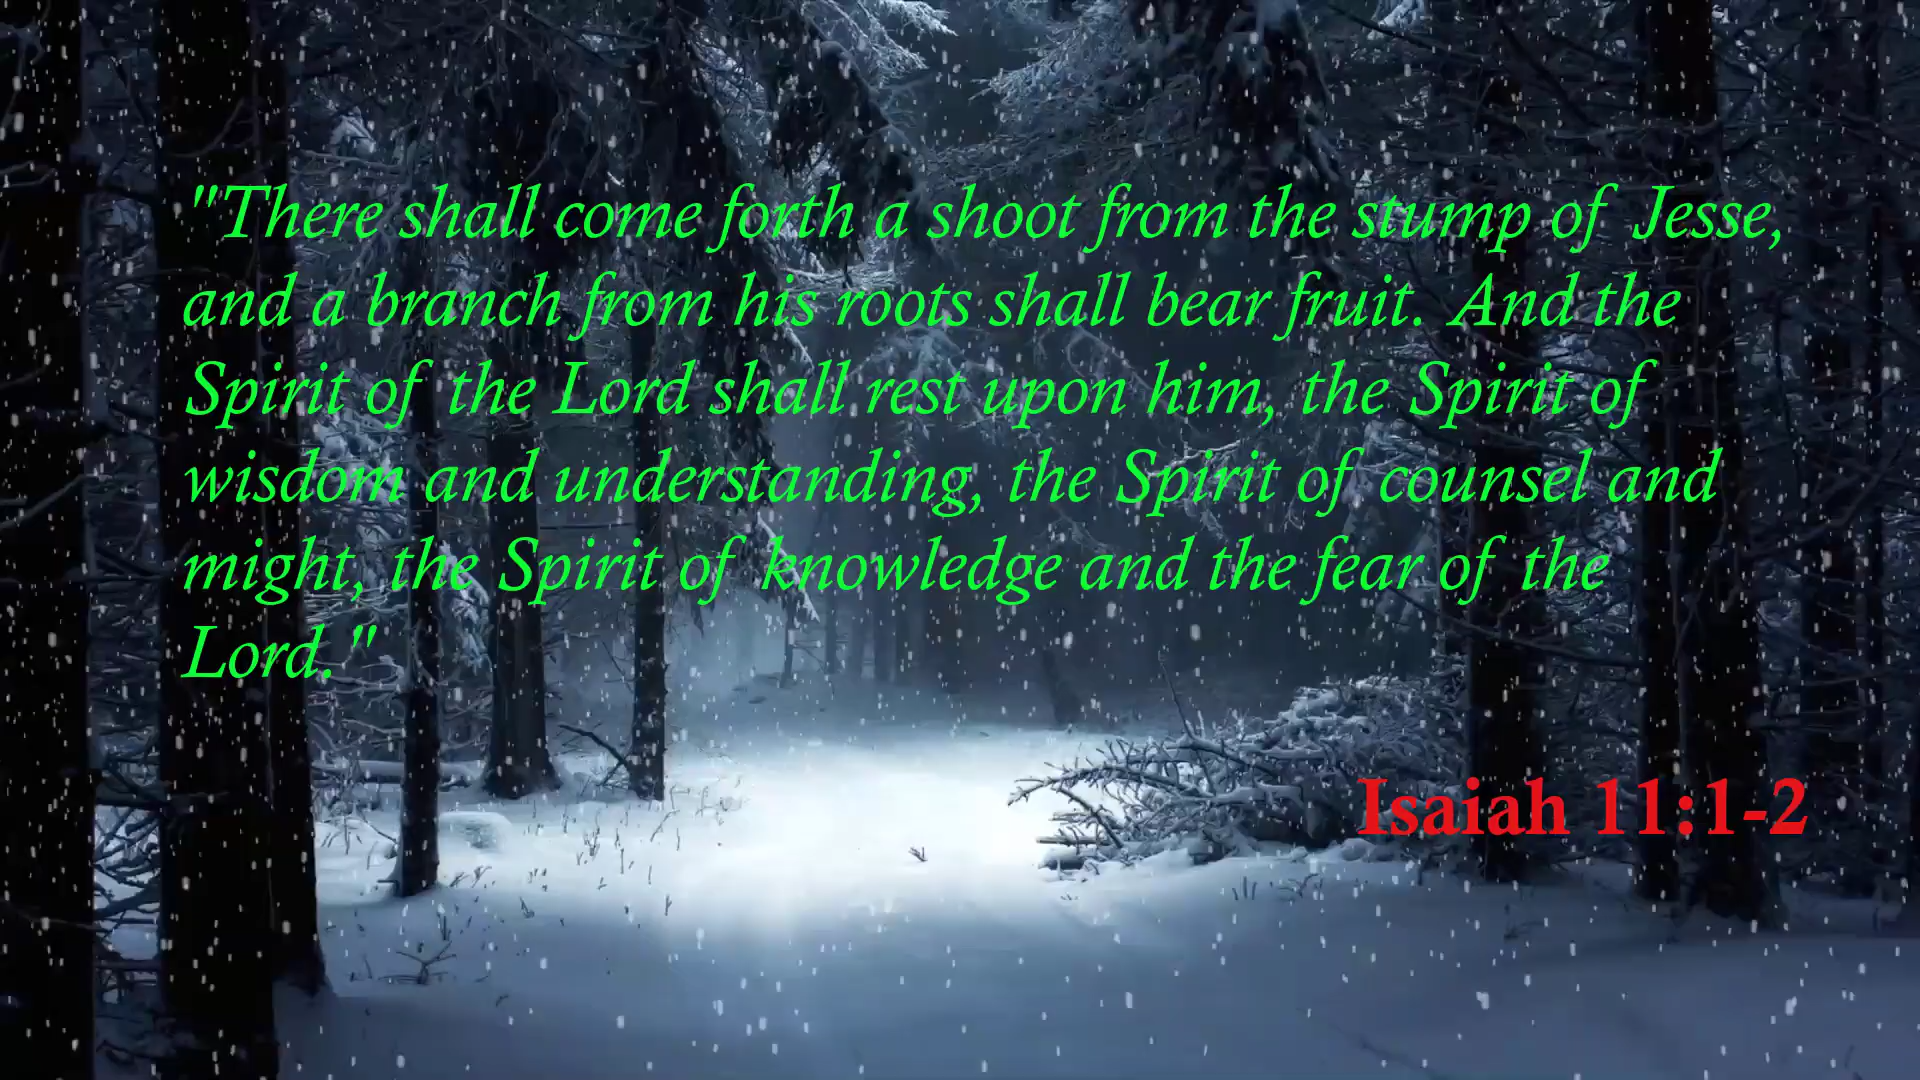 "There shall come forth a shoot from the stump of Jesse,
and a branch from his roots shall bear fruit. And the
Spirit of the Lord shall rest upon him, the Spirit of
wisdom and understanding, the Spirit of counsel and
might, the Spirit of knowledge and the fear of the
Lord."
Isaiah 11:1-2